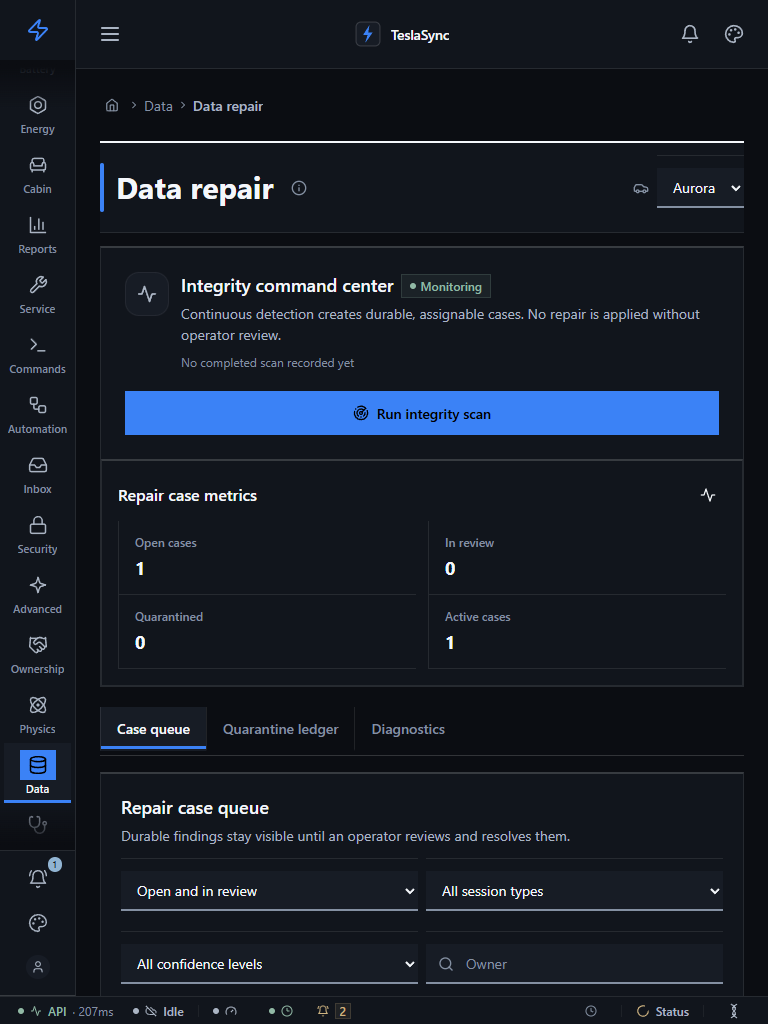 TeslaSync
Battery
Energy
Cabin
Reports
Service
Commands
Automation
Inbox
Security
Advanced
Ownership
Physics
Data
1
Data
Data repair
Data repair
Aurora
Integrity command center
Monitoring
Continuous detection creates durable, assignable cases. No repair is applied without
operator review.
No completed scan recorded yet
Run integrity scan
Repair case metrics
Open cases
1
In review
0
Quarantined
0
Active cases
1
Case queue
Quarantine ledger
Diagnostics
Repair case queue
Durable findings stay visible until an operator reviews and resolves them.
Open and in review
All session types
All confidence levels
Owner
API · 207ms
Idle
2
Status